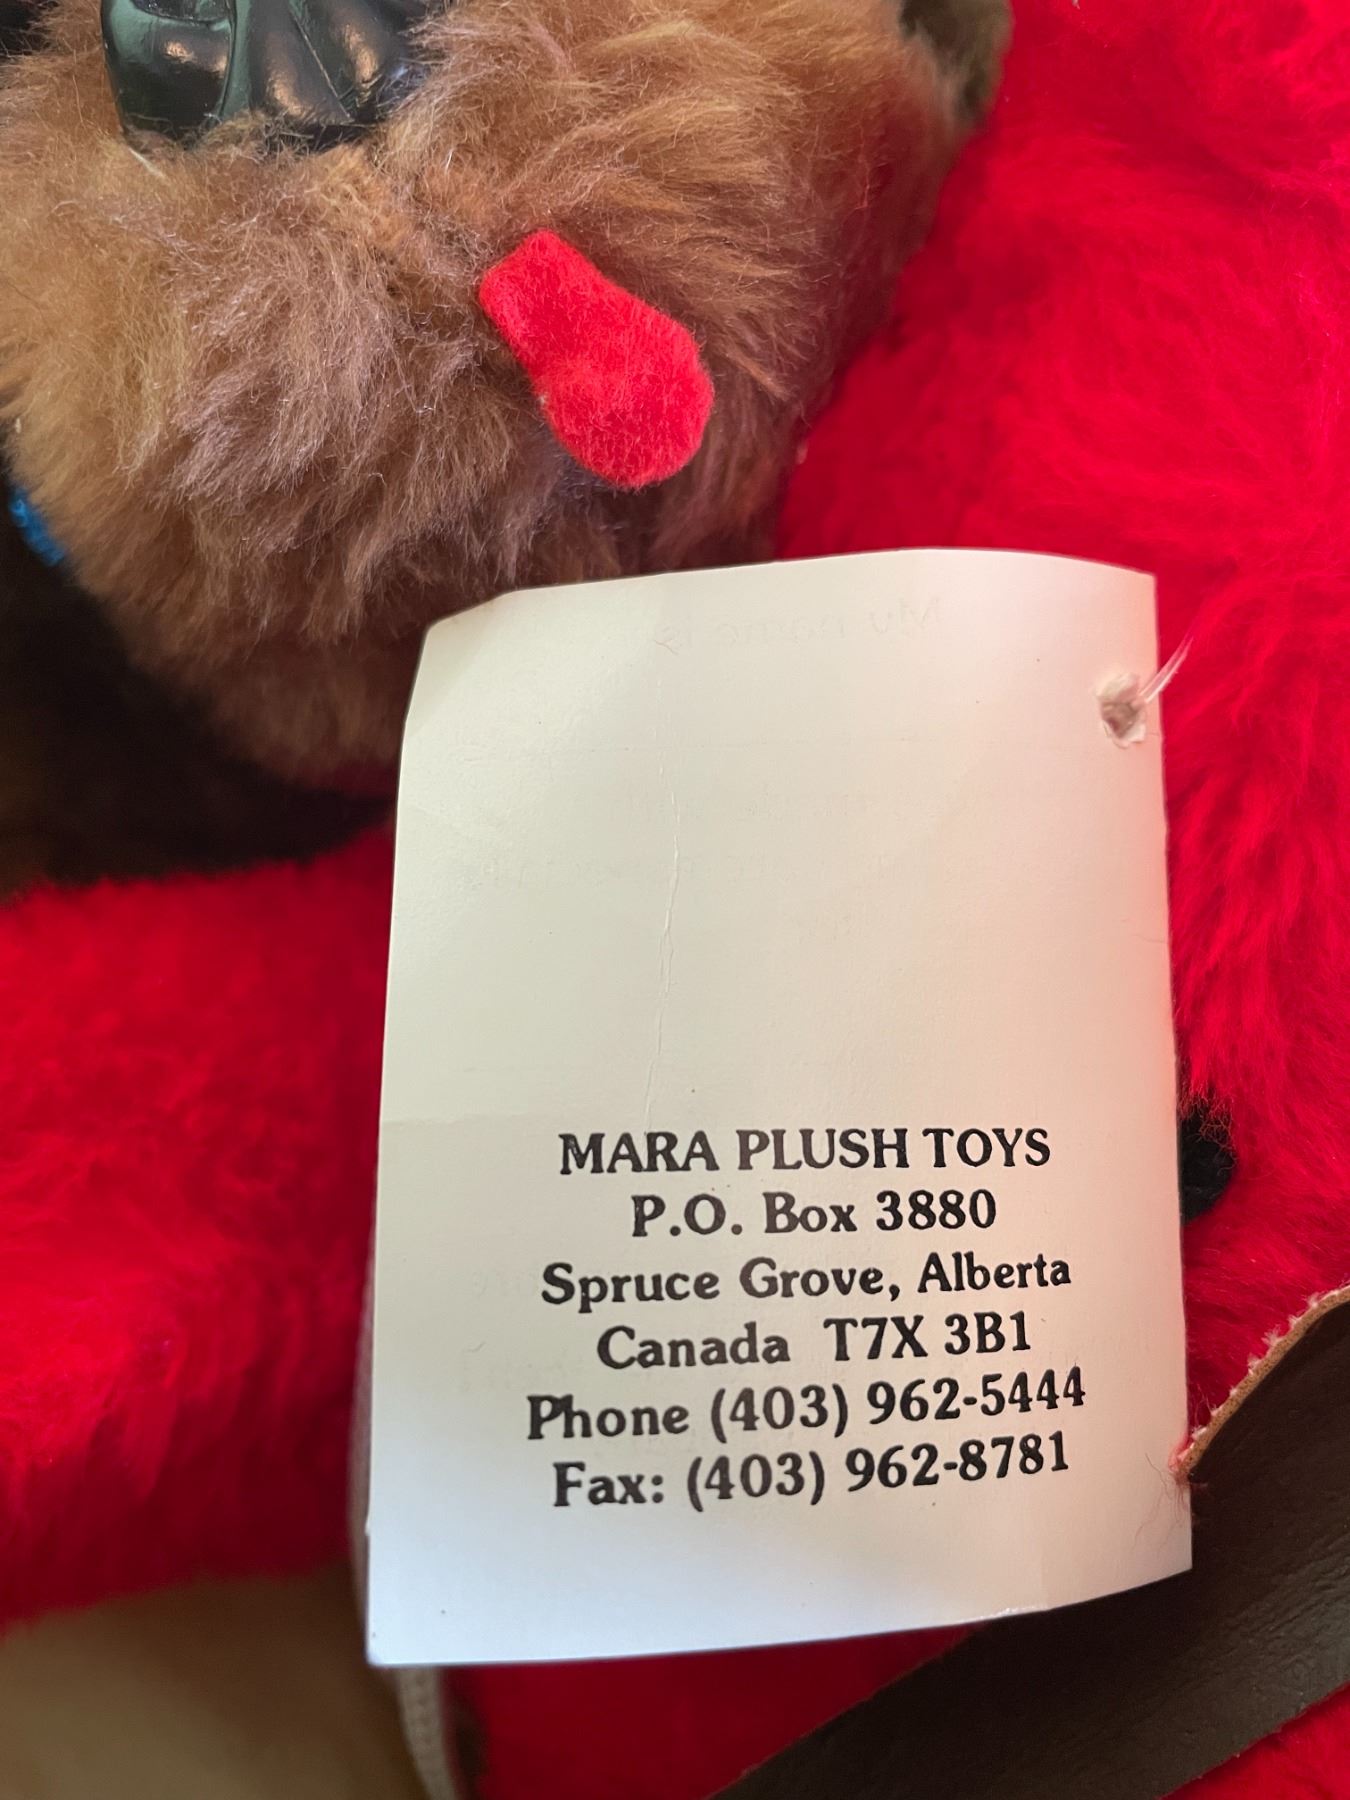 MARA PLUSH TOYS
P.O. Box 3880
Spruce Grove, Alberta
Canada T7X 3B1
Phone (403) 962-5444
Fax: (403) 962-8781